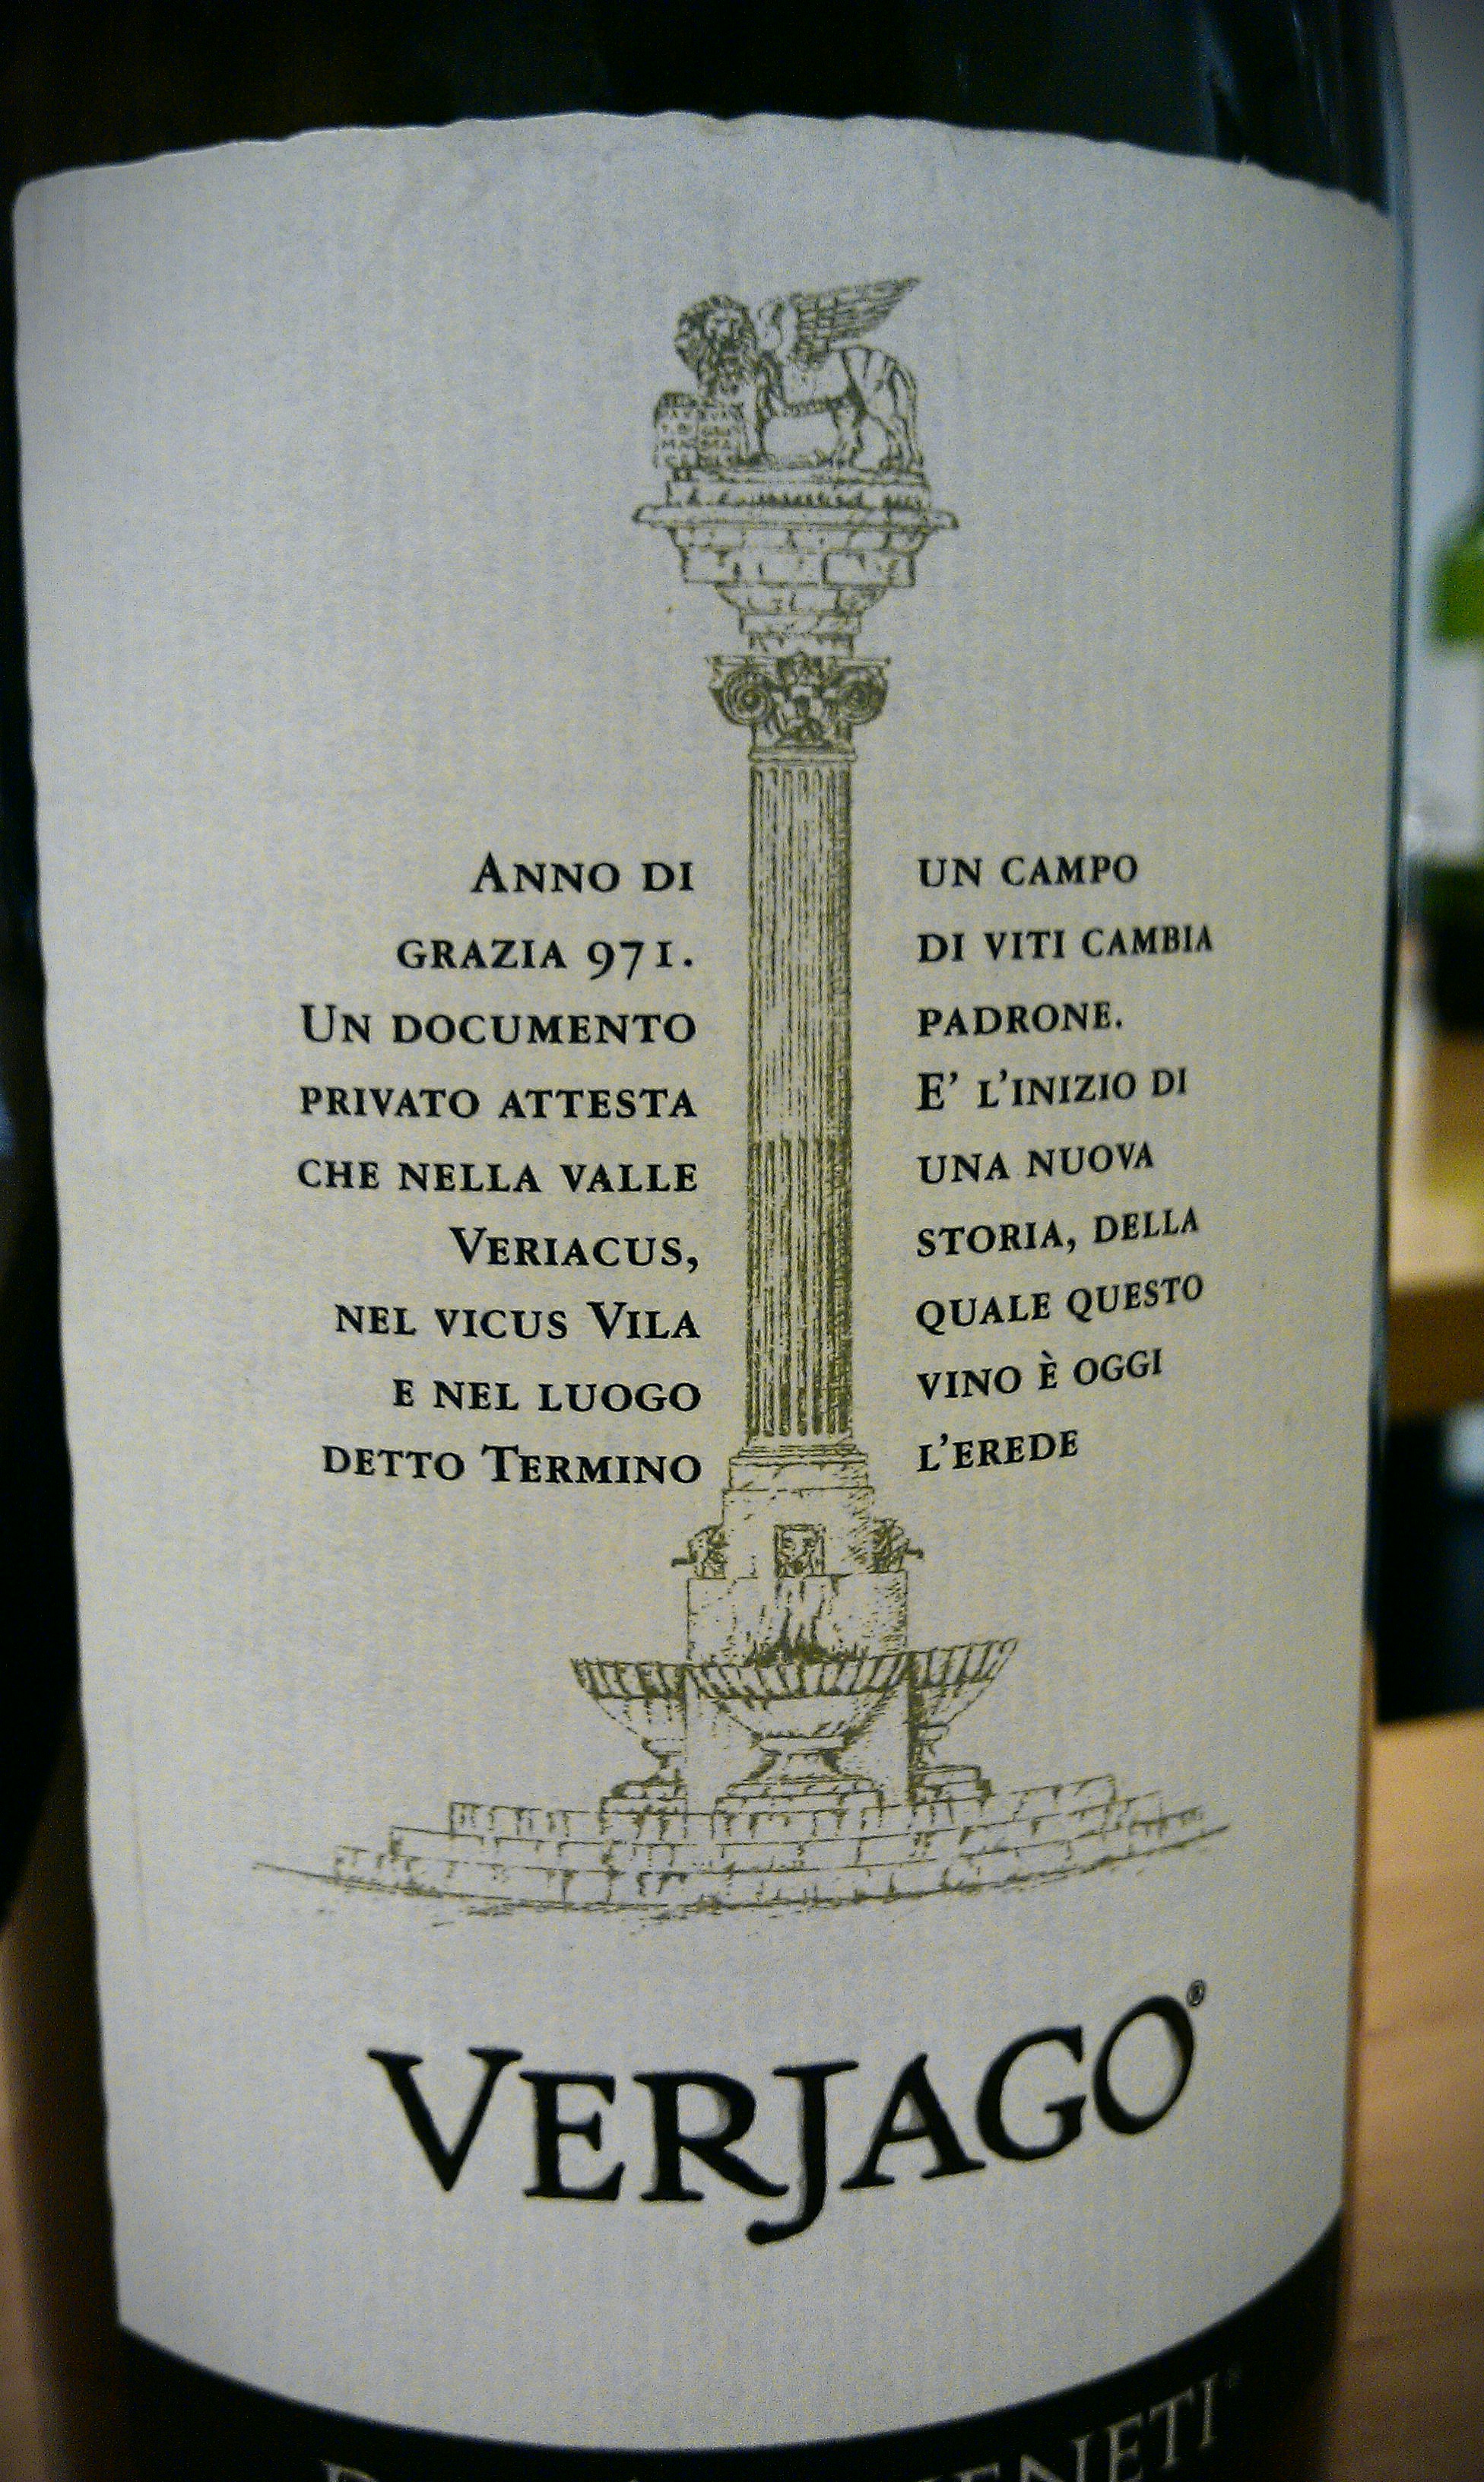 Anno di
grazia 971.
Un documento
privato attesta
che nella valle
Veriacus,
nel vicus Vila
e nel luogo
detto Termino
un campo
di viti cambia
padrone.
E' l'inizio di
una nuova
storia, della
quale questo
vino è oggi
l'erede
VERJAGO®